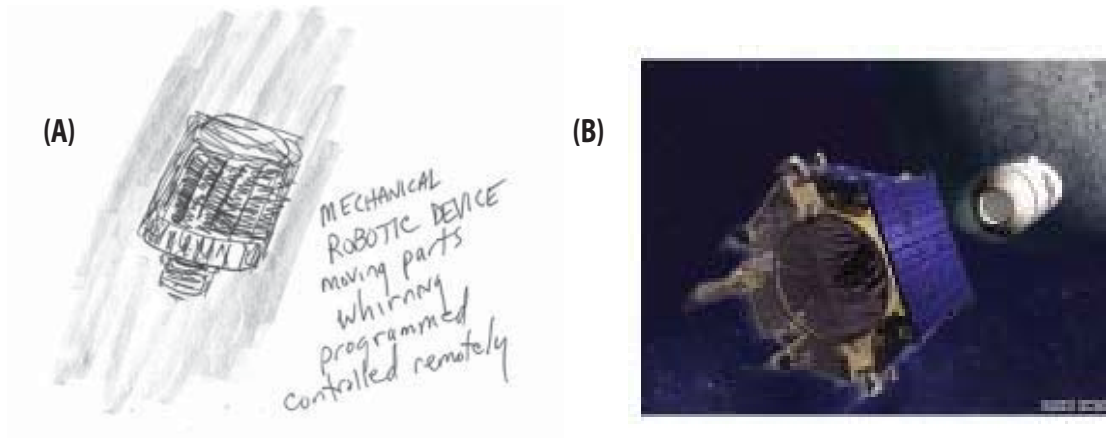 (A)
MECHANICAL
ROBOTIC DEVICE
moving parts
whirring
programmed
controlled remotely
(B)